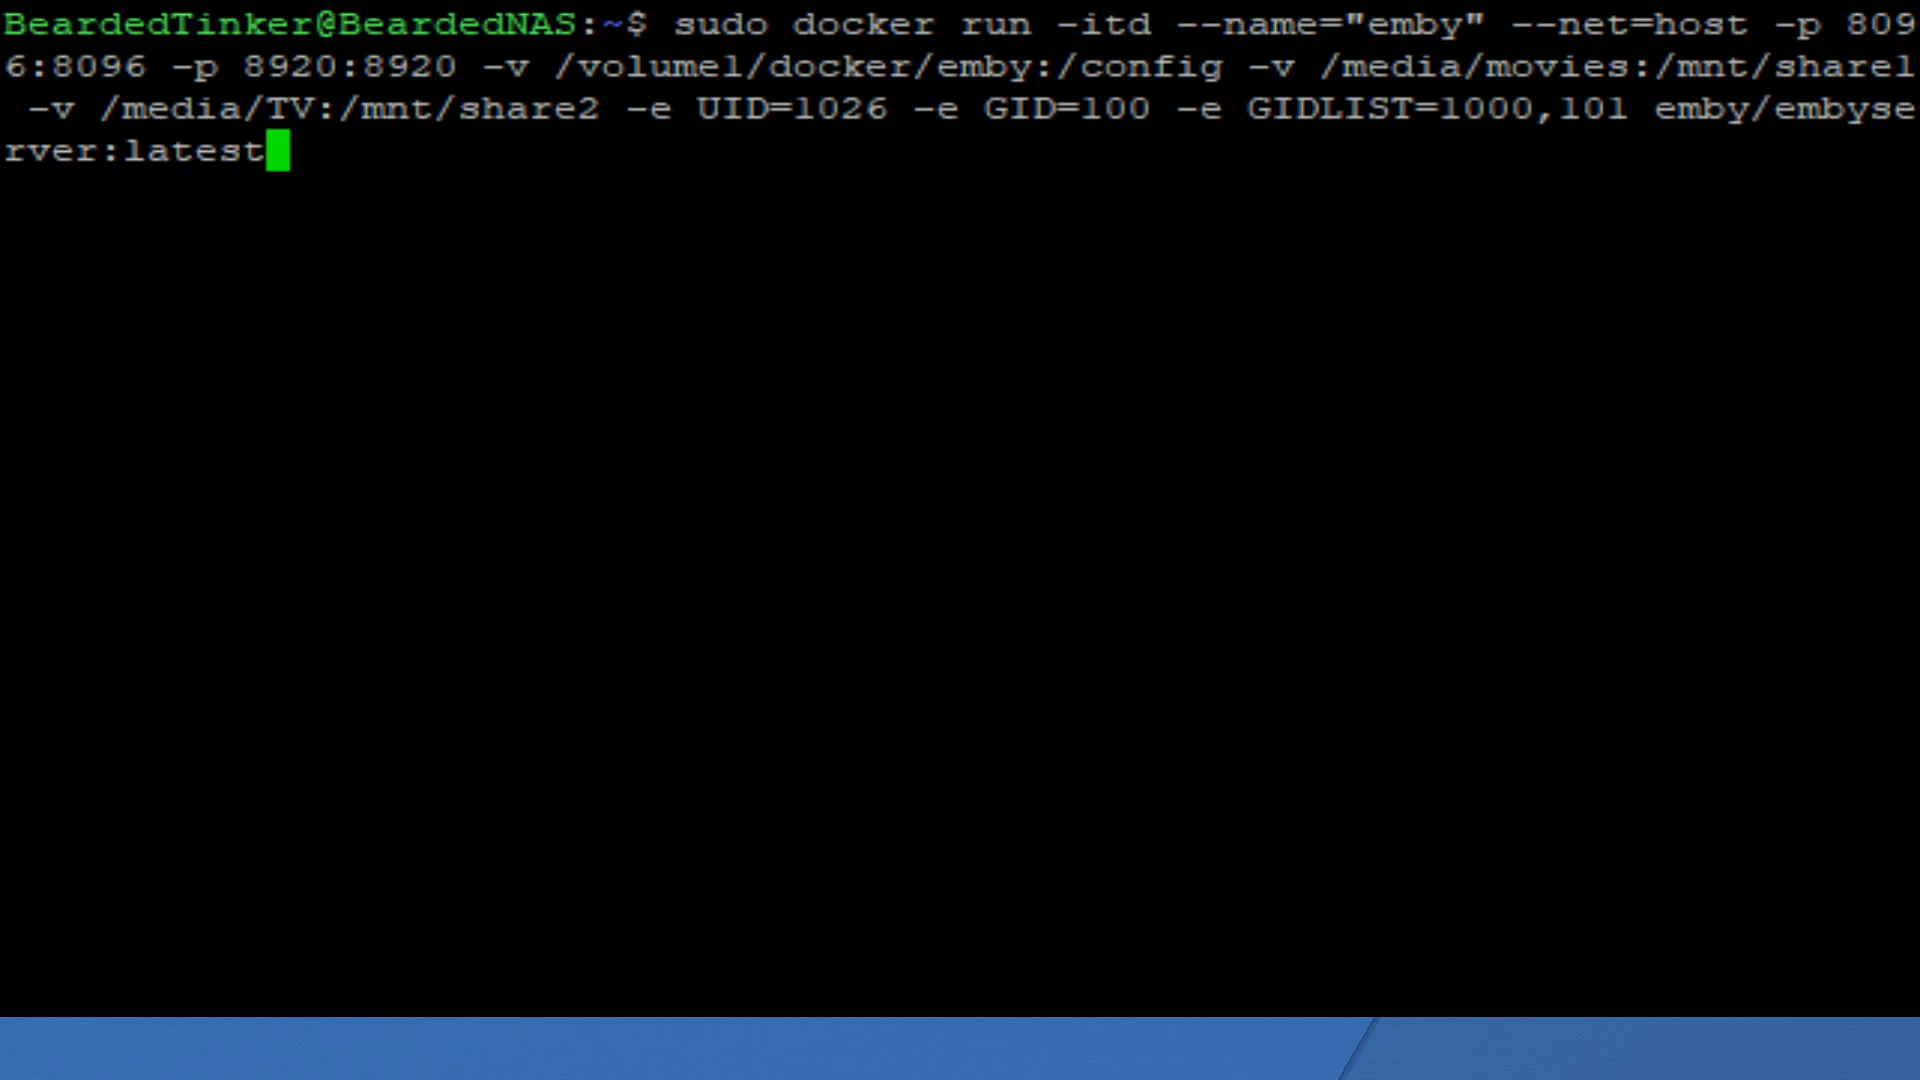 BeardedTinker@BeardedNAS:~$ sudo docker run -itd --name="emby" --net=host -p 809
6:8096 -p 8920:8920 -v /volume1/docker/emby:/config -v /media/movies:/mnt/share1
 -v /media/TV:/mnt/share2 -e UID=1026 -e GID=100 -e GIDLIST=1000,101 emby/embyse
rver:latest